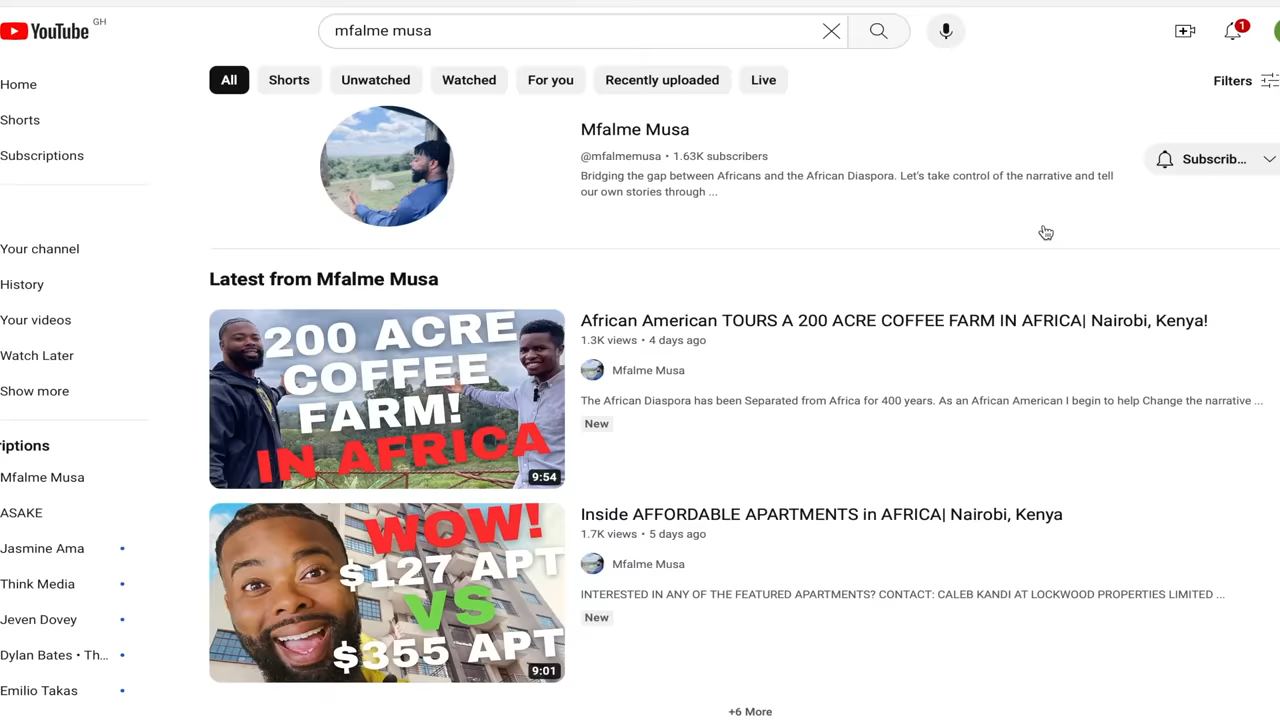 YouTube GH
mfalme musa
1
Home
Shorts
Subscriptions
Your channel
History
Your videos
Watch Later
Show more
riptions
Mfalme Musa
ASAKE
Jasmine Ama
Think Media
Jeven Dovey
Dylan Bates • Th...
Emilio Takas
All Shorts Unwatched Watched For you Recently uploaded Live Filters
Mfalme Musa
@mfalmemusa • 1.63K subscribers
Bridging the gap between Africans and the African Diaspora. Let's take control of the narrative and tell
our own stories through ...
Subscrib...
Latest from Mfalme Musa
200 ACRE
COFFEE
FARM!
IN AFRICA
9:54
African American TOURS A 200 ACRE COFFEE FARM IN AFRICA| Nairobi, Kenya!
1.3K views • 4 days ago
Mfalme Musa
The African Diaspora has been Separated from Africa for 400 years. As an African American I begin to help Change the narrative ...
New
WOW!
$127 APT
VS
$355 APT
9:01
Inside AFFORDABLE APARTMENTS in AFRICA| Nairobi, Kenya
1.7K views • 5 days ago
Mfalme Musa
INTERESTED IN ANY OF THE FEATURED APARTMENTS? CONTACT: CALEB KANDI AT LOCKWOOD PROPERTIES LIMITED ...
New
+6 More